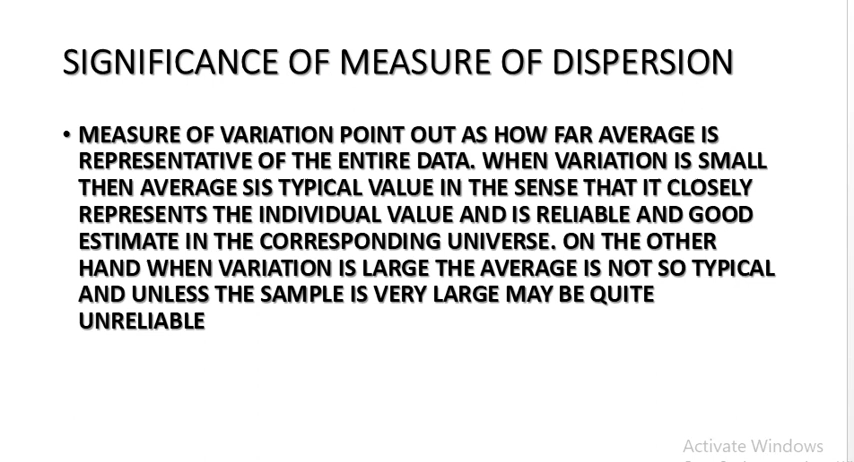 SIGNIFICANCE OF MEASURE OF DISPERSION
• MEASURE OF VARIATION POINT OUT AS HOW FAR AVERAGE IS
REPRESENTATIVE OF THE ENTIRE DATA. WHEN VARIATION IS SMALL
THEN AVERAGE SIS TYPICAL VALUE IN THE SENSE THAT IT CLOSELY
REPRESENTS THE INDIVIDUAL VALUE AND IS RELIABLE AND GOOD
ESTIMATE IN THE CORRESPONDING UNIVERSE. ON THE OTHER
HAND WHEN VARIATION IS LARGE THE AVERAGE IS NOT SO TYPICAL
AND UNLESS THE SAMPLE IS VERY LARGE MAY BE QUITE
UNRELIABLE
Activate Windows